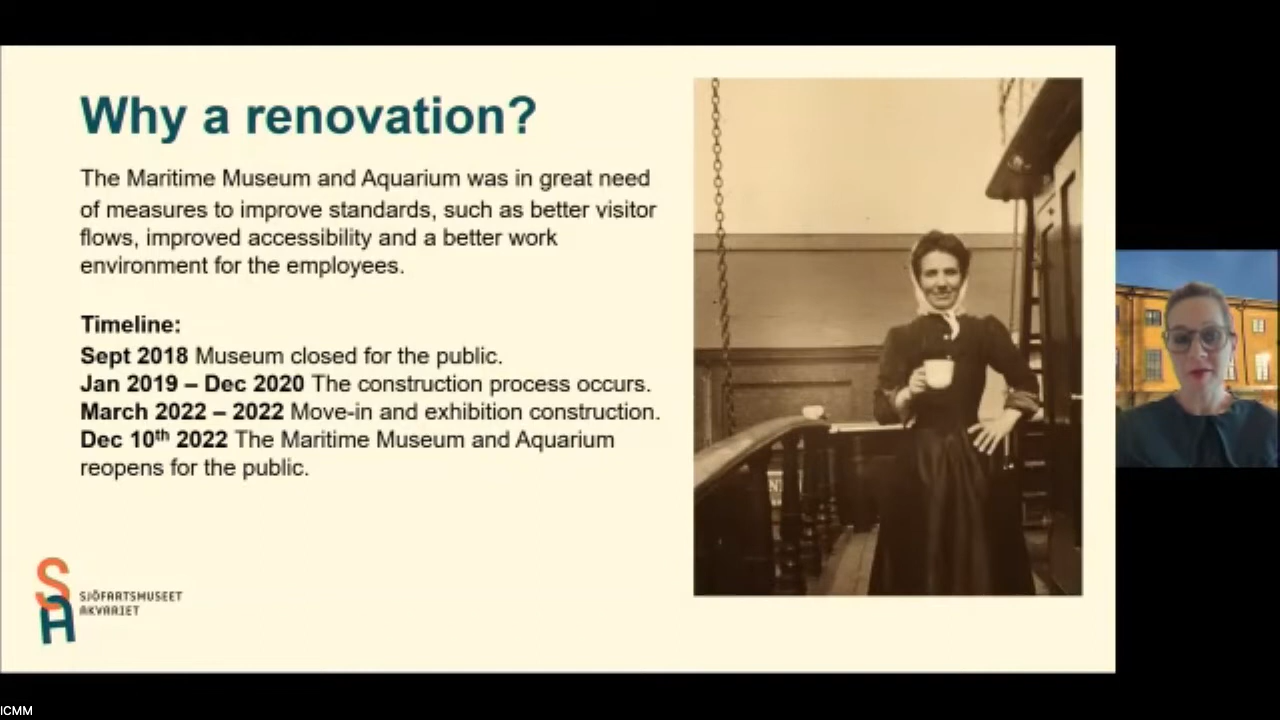 Why a renovation?
The Maritime Museum and Aquarium was in great need
of measures to improve standards, such as better visitor
flows, improved accessibility and a better work
environment for the employees.
Timeline:
Sept 2018 Museum closed for the public.
Jan 2019 – Dec 2020 The construction process occurs.
March 2022 – 2022 Move-in and exhibition construction.
Dec 10th 2022 The Maritime Museum and Aquarium
reopens for the public.
SA
SJÖFARTSMUSEET
AKVARIET
ICMM